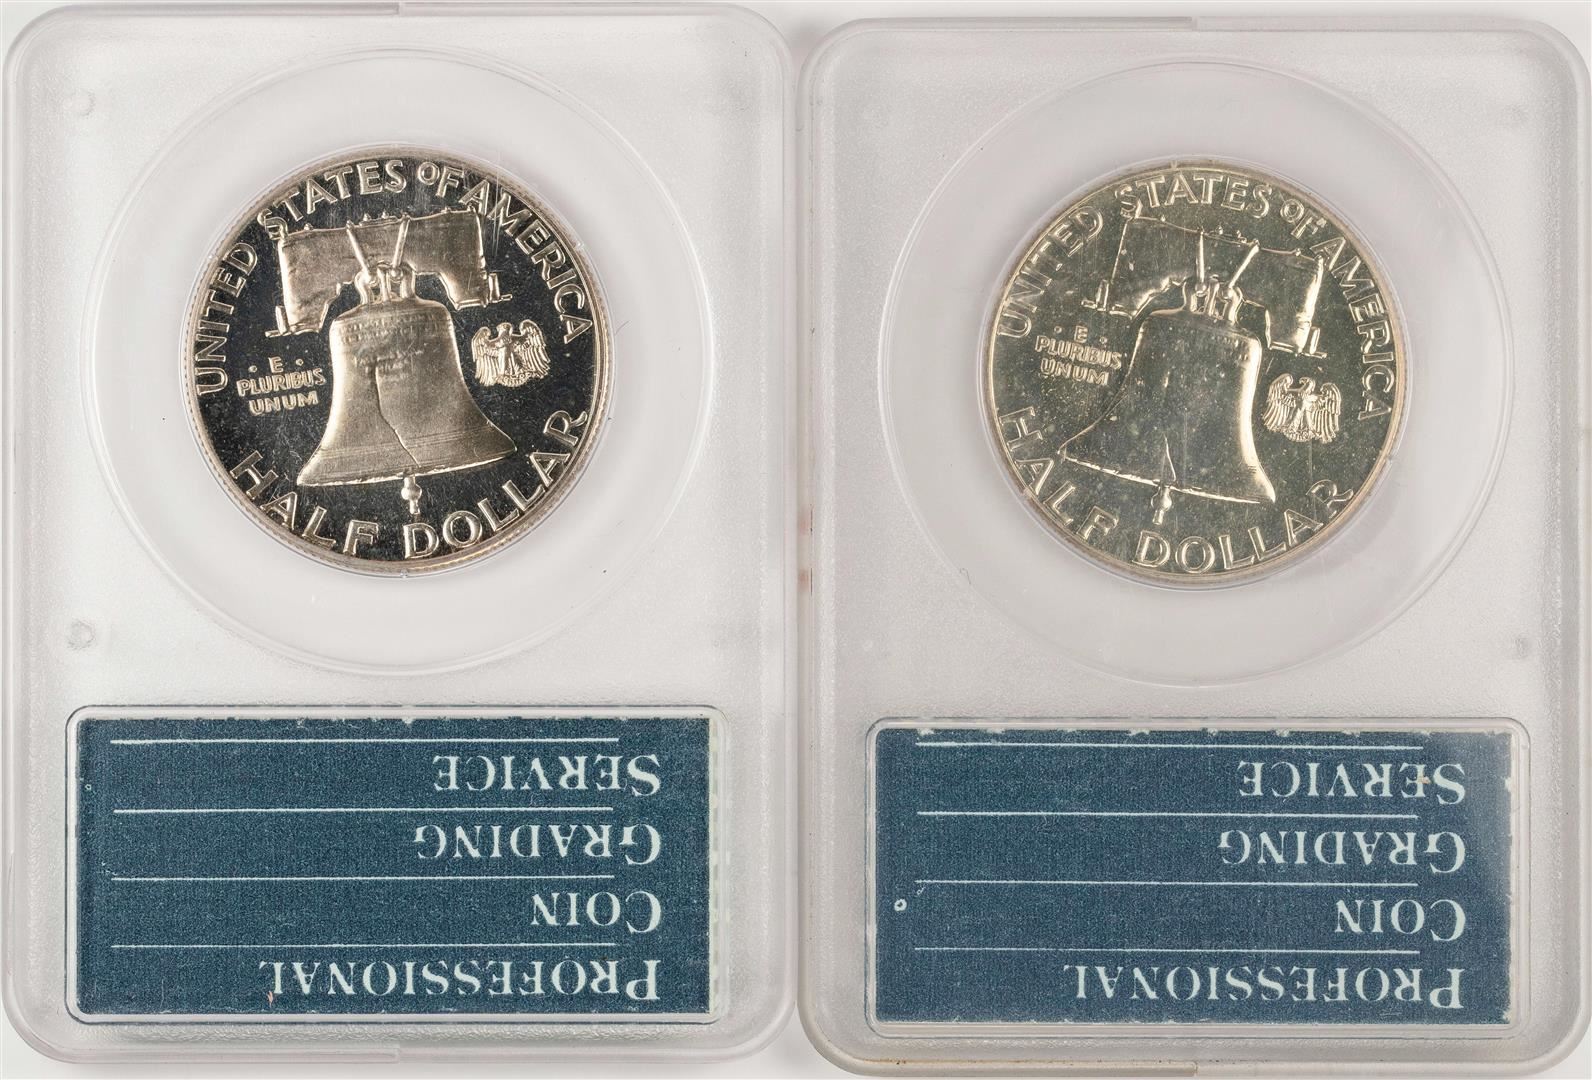 UNITED STATES OF AMERICA
· E ·
PLURIBUS
UNUM
HALF DOLLAR
PROFESSIONAL
COIN
GRADING
SERVICE
UNITED STATES OF AMERICA
· E ·
PLURIBUS
UNUM
HALF DOLLAR
PROFESSIONAL
COIN
GRADING
SERVICE